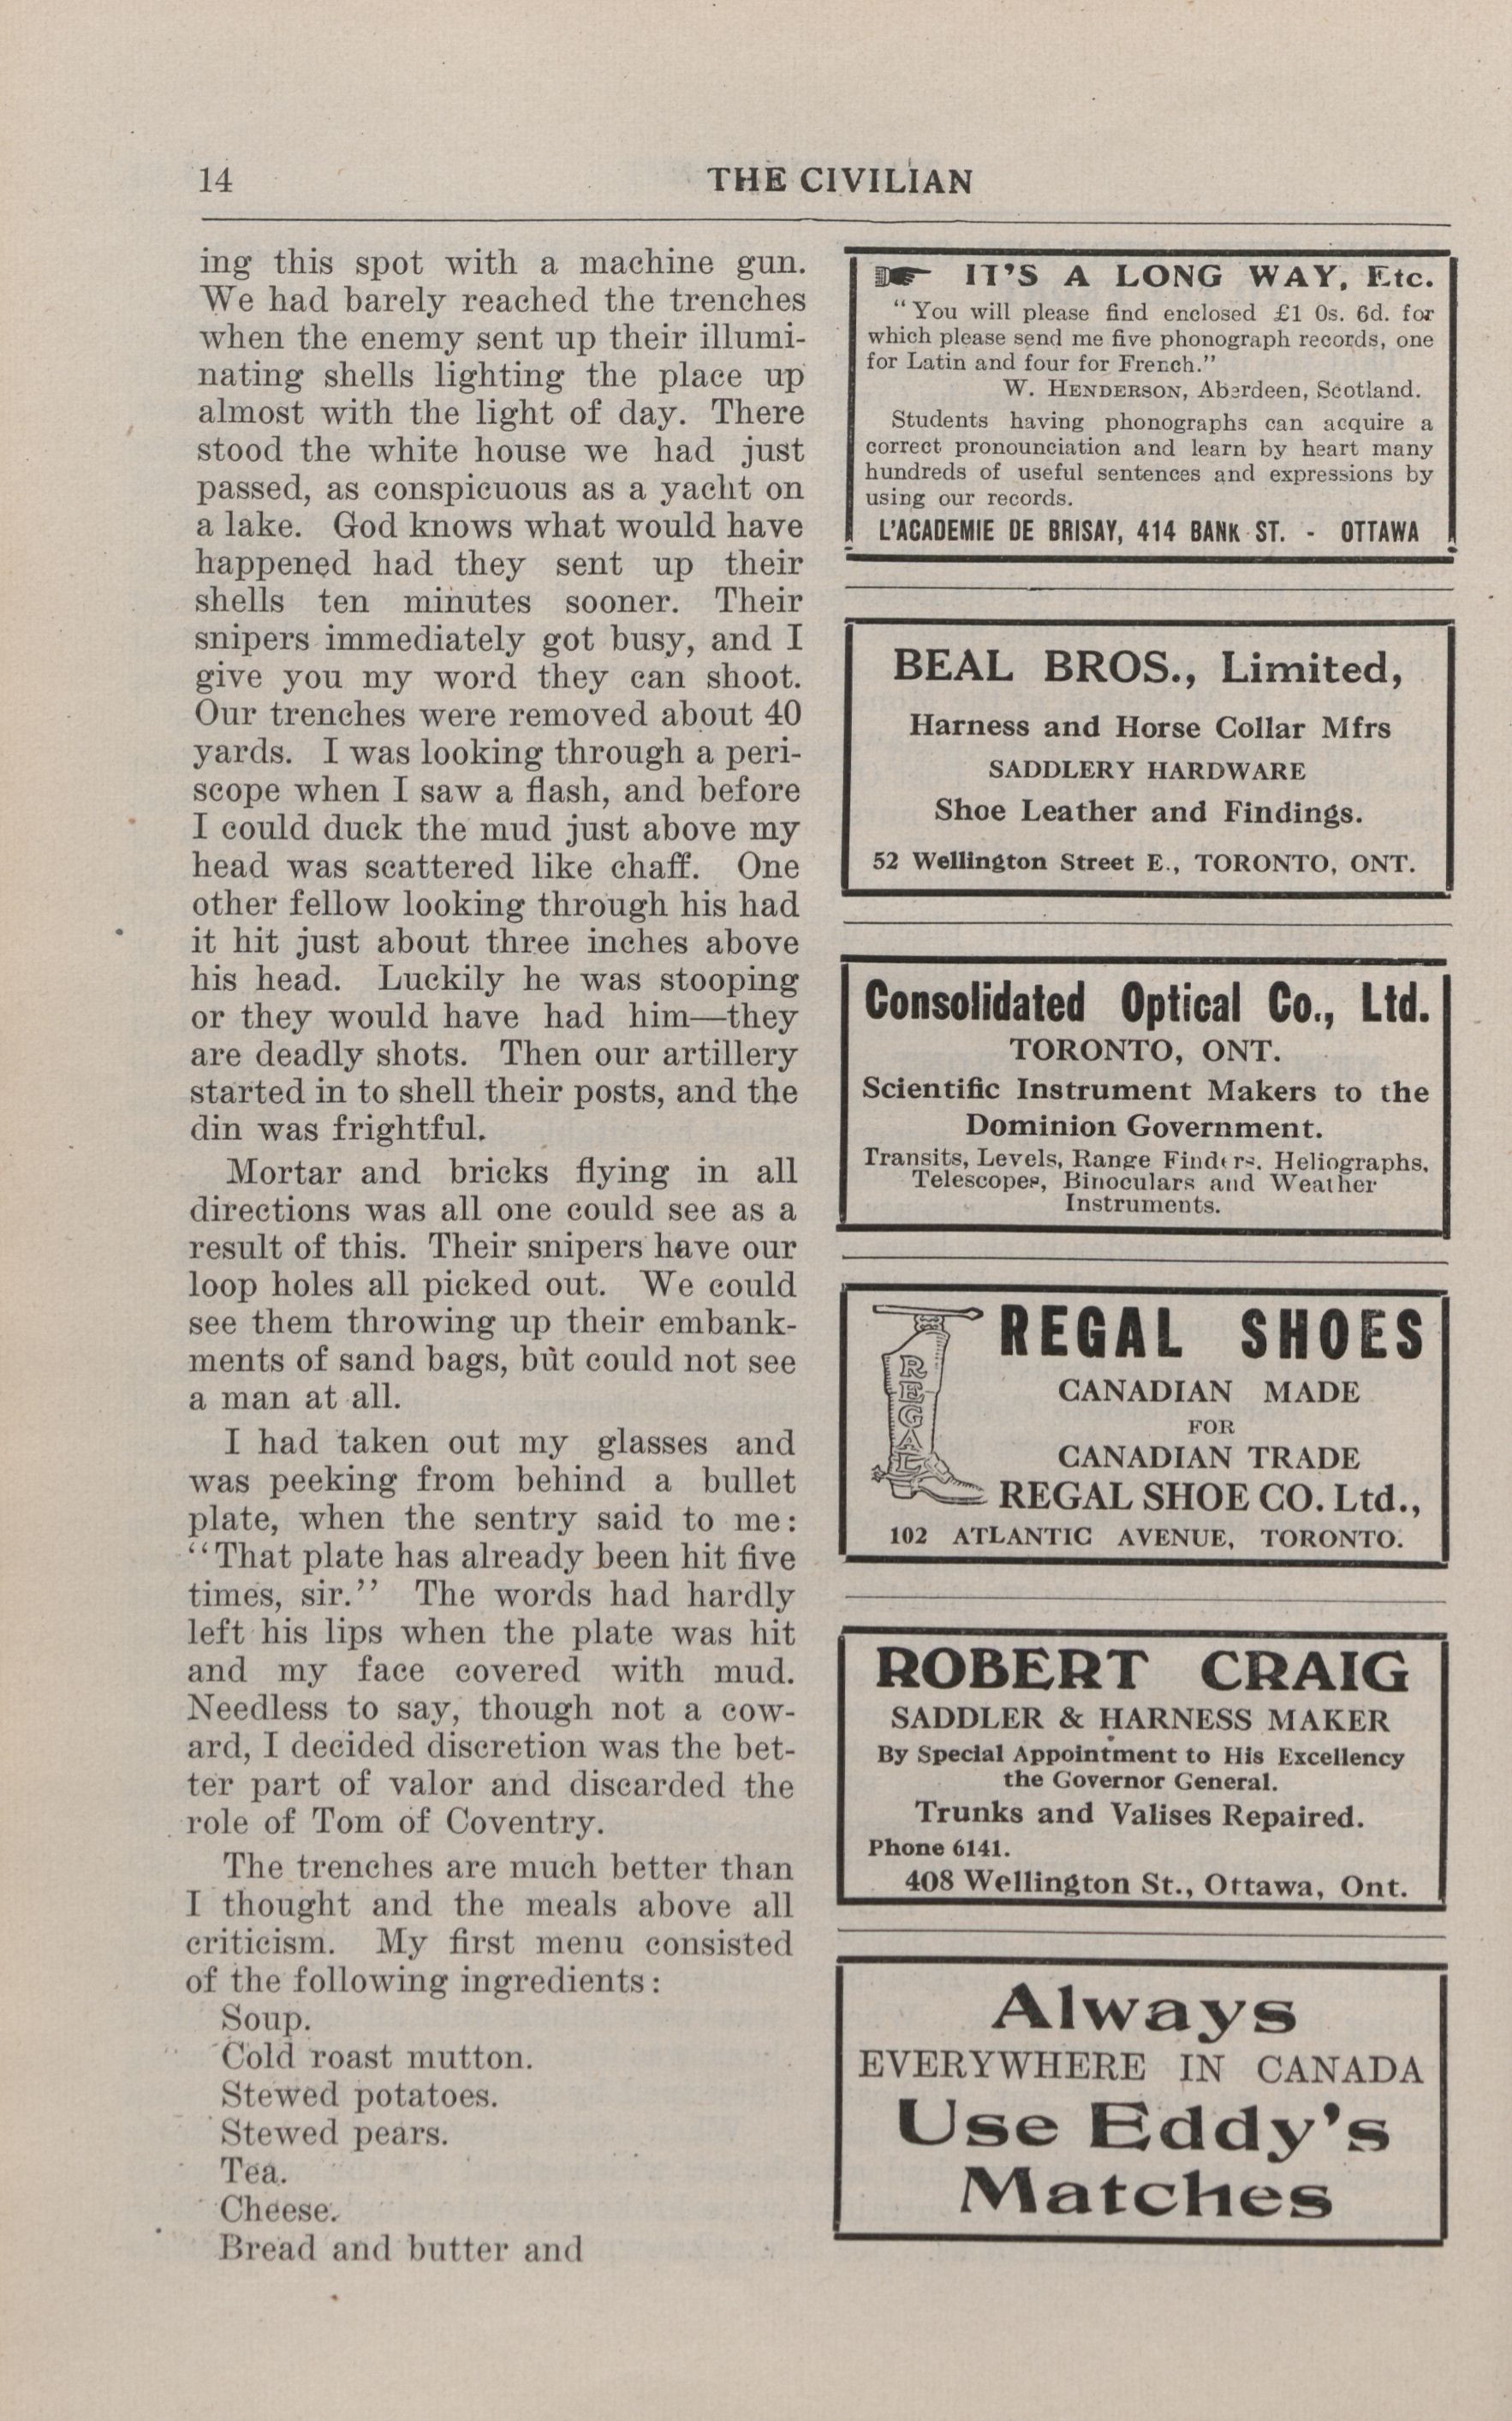 14
THE CIVILIAN
ing this spot with a machine gun.
We had barely reached the trenches
when the enemy sent up their illumi-
nating shells lighting the place up
almost with the light of day. There
stood the white house we had just
passed, as conspicuous as a yacht on
a lake. God knows what would have
happened had they sent up their
shells ten minutes sooner. Their
snipers immediately got busy, and I
give you my word they can shoot.
Our trenches were removed about 40
yards. I was looking through a peri-
scope when I saw a flash, and before
I could duck the mud just above my
head was scattered like chaff. One
other fellow looking through his had
it hit just about three inches above
his head. Luckily he was stooping
or they would have had him—they
are deadly shots. Then our artillery
started in to shell their posts, and the
din was frightful.
Mortar and bricks flying in all
directions was all one could see as a
result of this. Their snipers have our
loop holes all picked out. We could
see them throwing up their embank-
ments of sand bags, but could not see
a man at all.
I had taken out my glasses and
was peeking from behind a bullet
plate, when the sentry said to me:
"That plate has already been hit five
times, sir." The words had hardly
left his lips when the plate was hit
and my face covered with mud.
Needless to say, though not a cow-
ard, I decided discretion was the bet-
ter part of valor and discarded the
role of Tom of Coventry.
The trenches are much better than
I thought and the meals above all
criticism. My first menu consisted
of the following ingredients:
Soup.
Cold roast mutton.
Stewed potatoes.
Stewed pears.
Tea.
Cheese.
Bread and butter and
IT'S A LONG WAY, Etc.
"You will please find enclosed £1 0s. 6d. for
which please send me five phonograph records, one
for Latin and four for French."
W. HENDERSON, Aberdeen, Scotland.
Students having phonographs can acquire a
correct pronounciation and learn by heart many
hundreds of useful sentences and expressions by
using our records.
L'ACADEMIE DE BRISAY, 414 BANK ST. - OTTAWA
BEAL BROS., Limited,
Harness and Horse Collar Mfrs
SADDLERY HARDWARE
Shoe Leather and Findings.
52 Wellington Street E., TORONTO, ONT.
Consolidated Optical Co., Ltd.
TORONTO, ONT.
Scientific Instrument Makers to the
Dominion Government.
Transits, Levels, Range Finders, Heliographs,
Telescopes, Binoculars and Weather
Instruments.
REGAL
REGAL SHOES
CANADIAN MADE
FOR
CANADIAN TRADE
REGAL SHOE CO. Ltd.,
102 ATLANTIC AVENUE, TORONTO.
ROBERT CRAIG
SADDLER & HARNESS MAKER
By Special Appointment to His Excellency
the Governor General.
Trunks and Valises Repaired.
Phone 6141.
408 Wellington St., Ottawa, Ont.
Always
EVERYWHERE IN CANADA
Use Eddy's
Matches